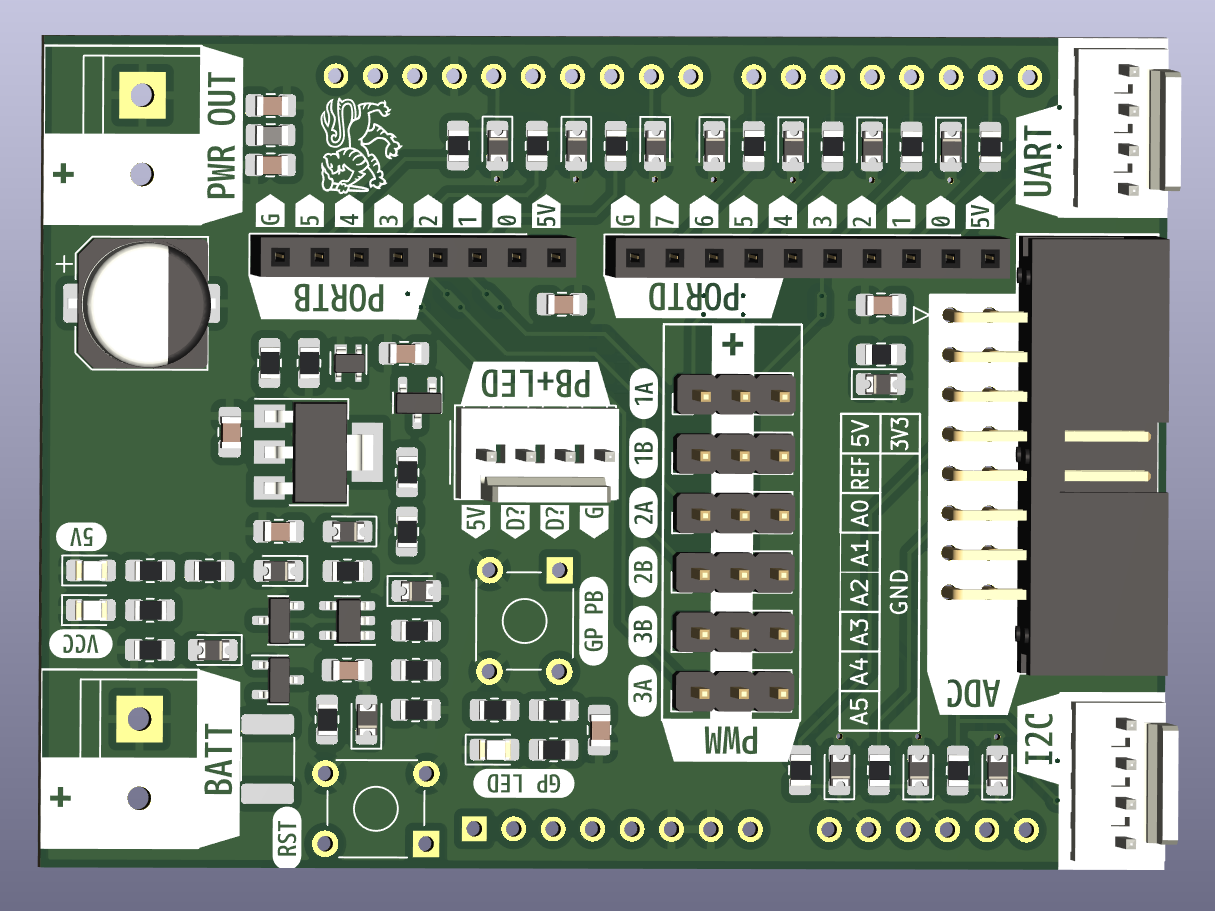 PWR OUT
+
UART
G 5 4 3 2 1 0 5V
G 7 6 5 4 3 2 1 0 5V
PORTB
PORTD
+
+
PB+LED
5V D? D? G
1A
1B
2A
2B
3B
3A
PWM
5V 3V3
REF
A0
A1
A2
A3
A4
A5
GND
ADC
5V
VCC
GP PB
GP LED
BATT
+
RST
I2C